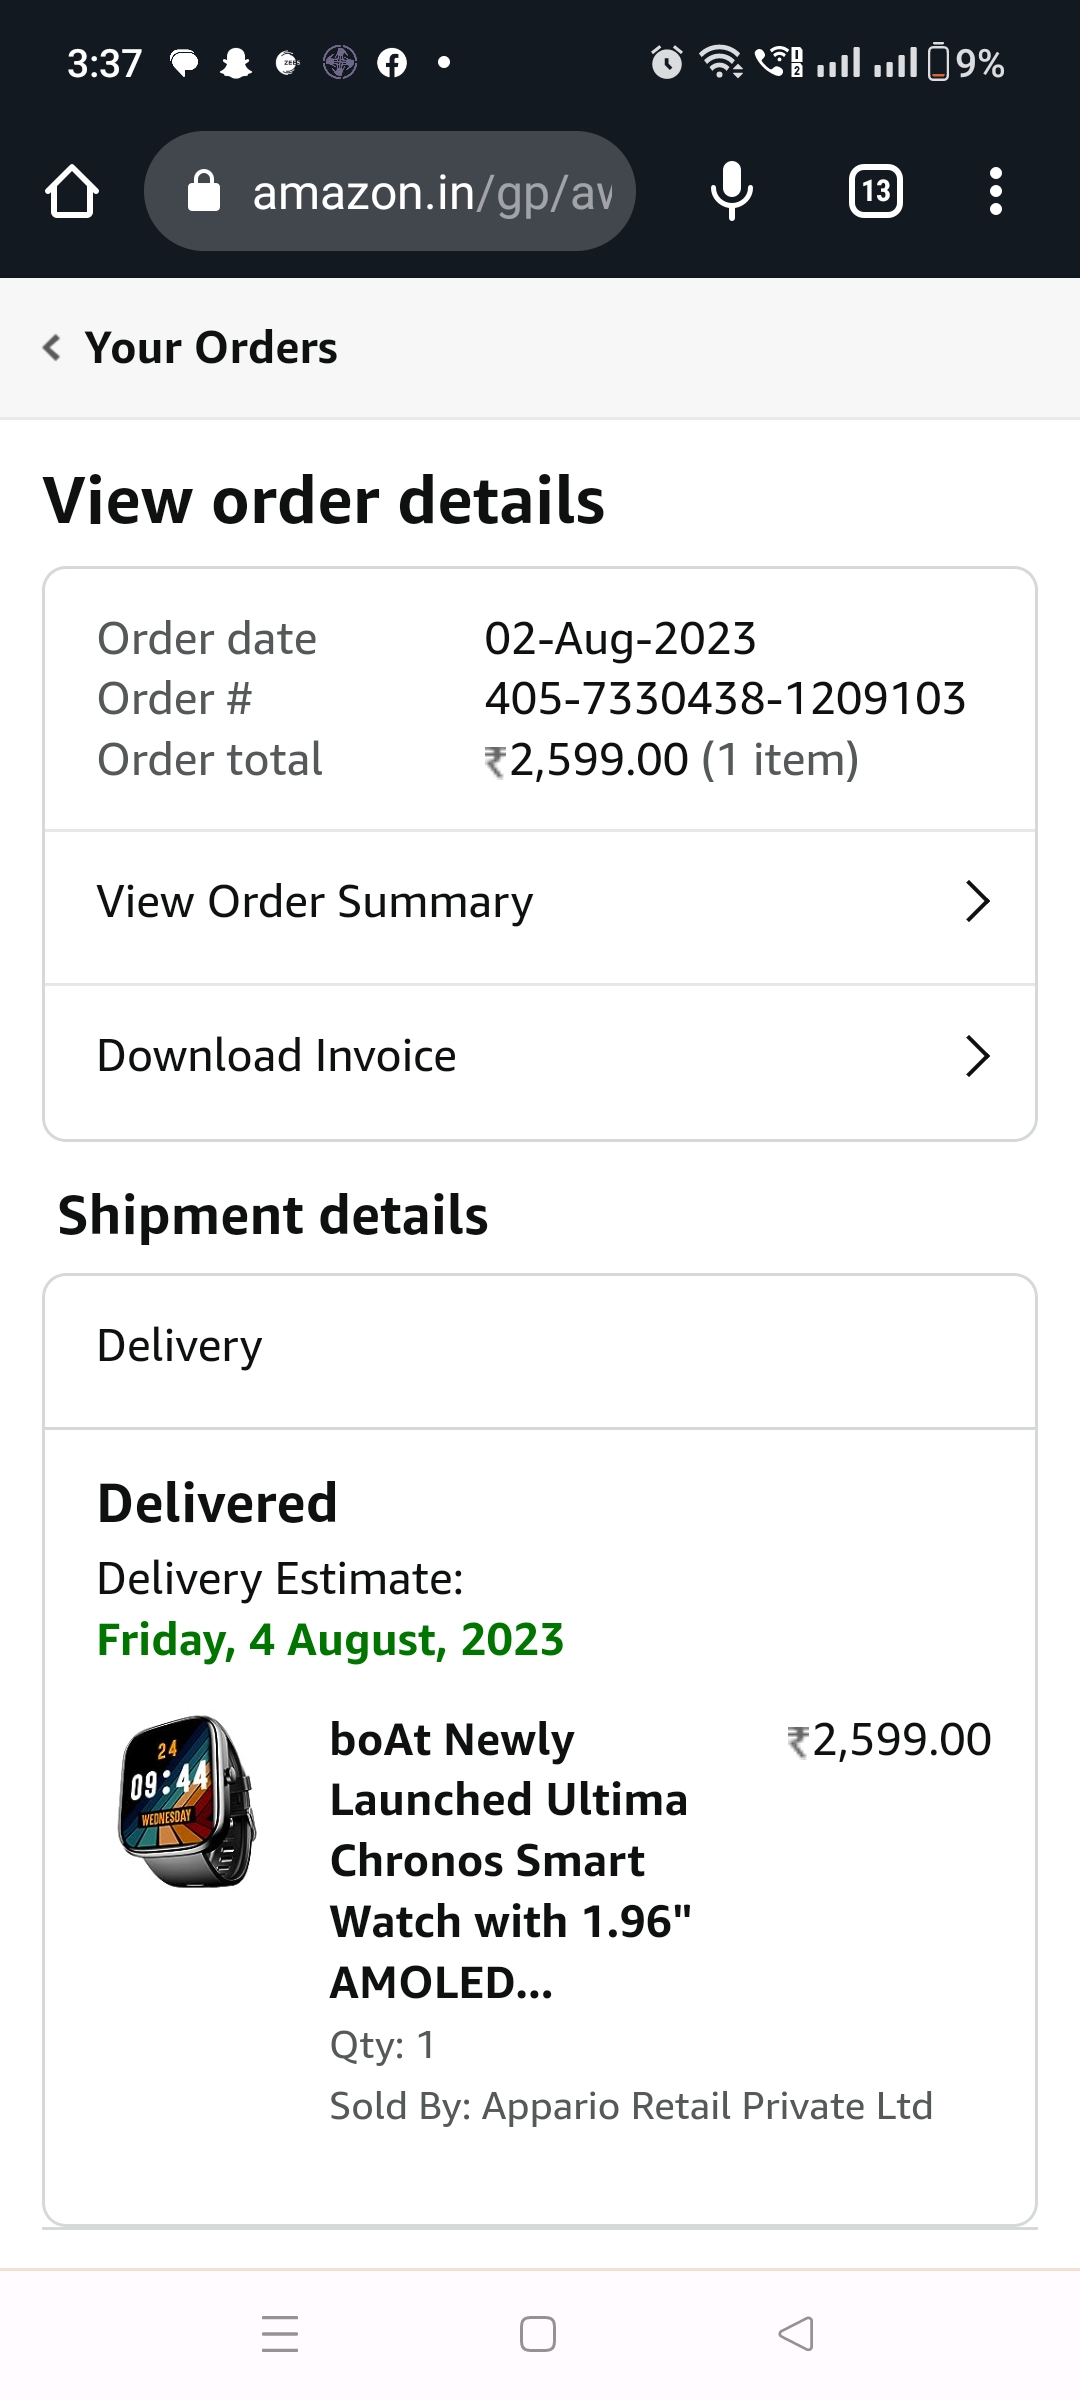 3:37
9%
amazon.in/gp/aw
13
Your Orders
View order details
Order date 02-Aug-2023
Order # 405-7330438-1209103
Order total ₹2,599.00 (1 item)
View Order Summary
Download Invoice
Shipment details
Delivery
Delivered
Delivery Estimate:
Friday, 4 August, 2023
24
09:44
WEDNESDAY
boAt Newly ₹2,599.00
Launched Ultima
Chronos Smart
Watch with 1.96"
AMOLED...
Qty: 1
Sold By: Appario Retail Private Ltd